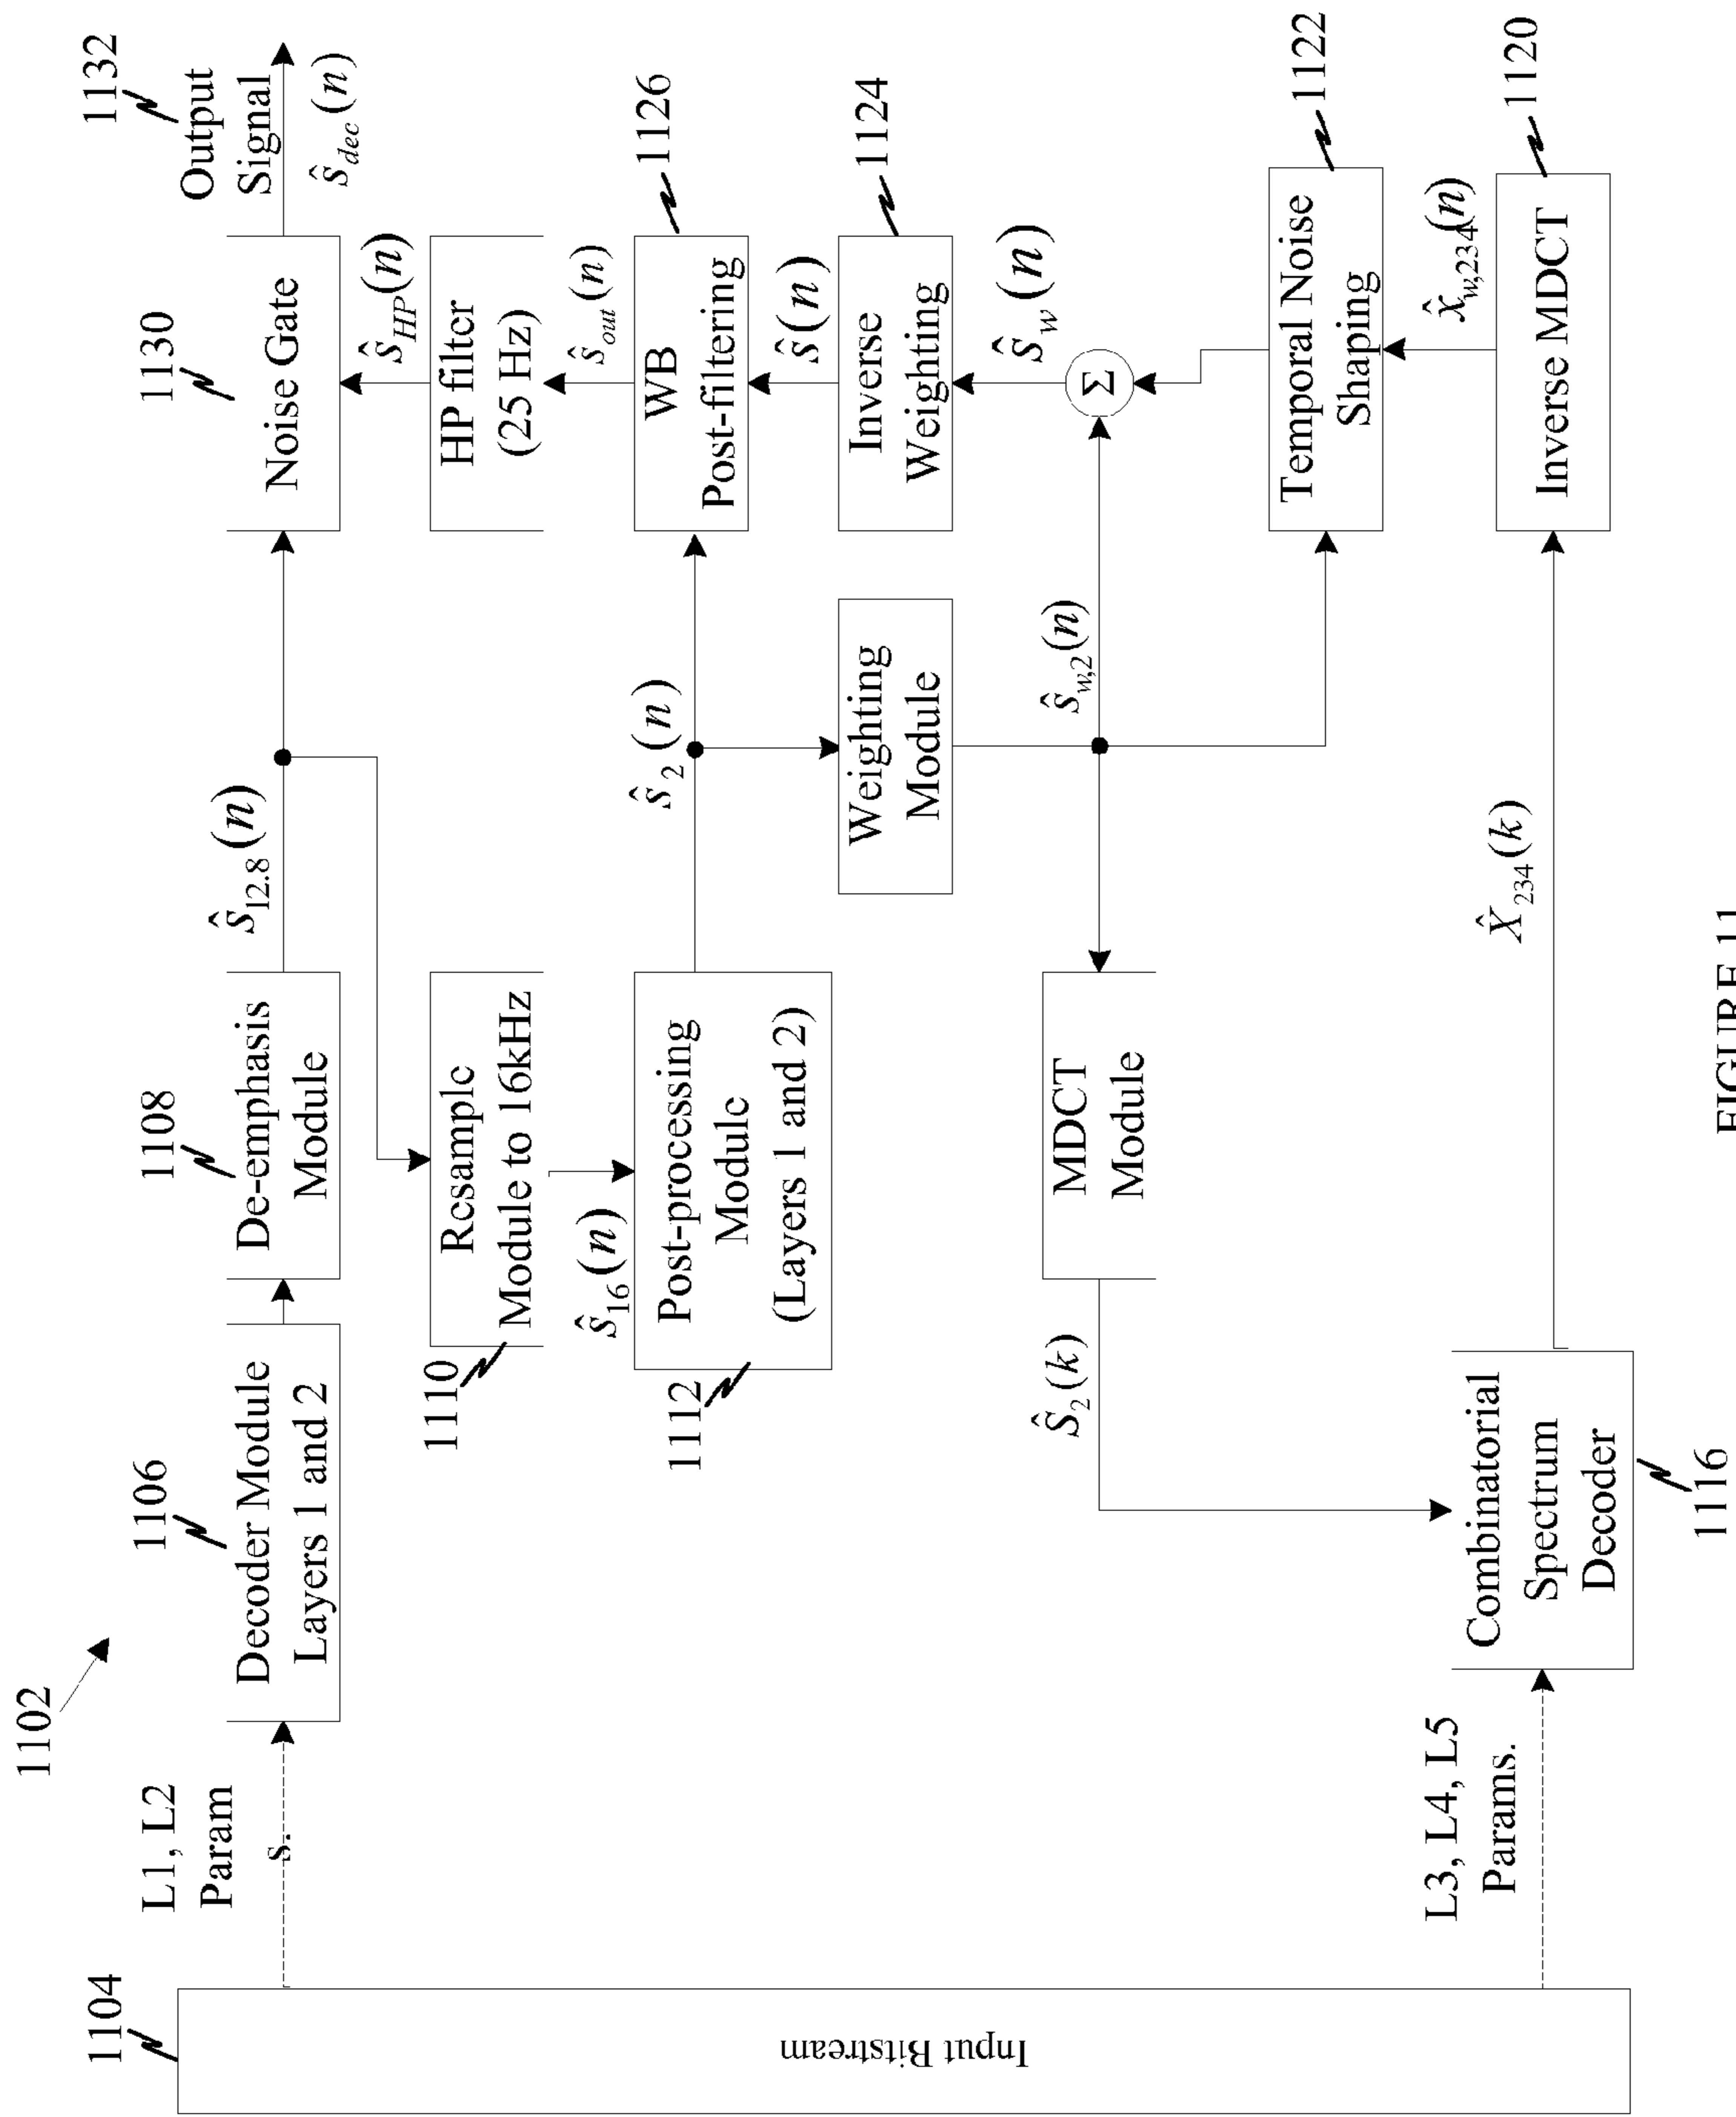 1102
1104
Input Bitstream
L1, L2
Param
s.
1106
Decoder Module
Layers 1 and 2
1108
De-emphasis
Module
ŝ12.8(n)
1130
Noise Gate
1132
Output
Signal
ŝdec(n)
1110
Resample
Module to 16kHz
ŝ16(n)
HP filter
(25 Hz)
ŝHP(n)
1112
Post-processing
Module
(Layers 1 and 2)
ŝ2(n)
WB
Post-filtering
1126
ŝout(n)
Weighting
Module
Inverse
Weighting
1124
ŝ(n)
ŝw,2(n)
Σ
ŝw(n)
MDCT
Module
Ŝ2(k)
Temporal Noise
Shaping
1122
L3, L4, L5
Params.
Combinatorial
Spectrum
Decoder
1116
X̂234(k)
Inverse MDCT
1120
x̂w,234(n)
FIGURE 11